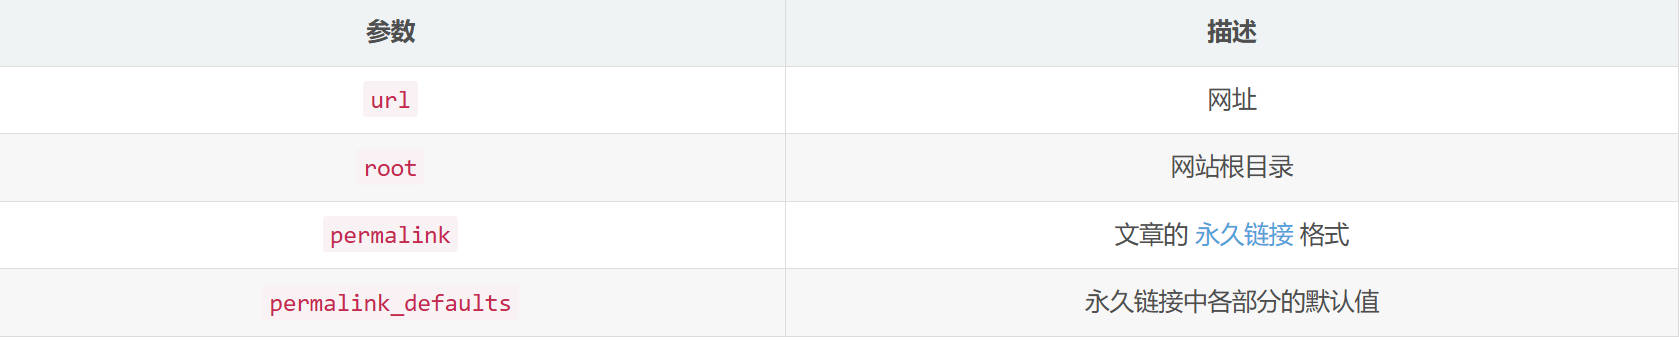 参数 描述
url 网址
root 网站根目录
permalink 文章的 永久链接 格式
permalink_defaults 永久链接中各部分的默认值